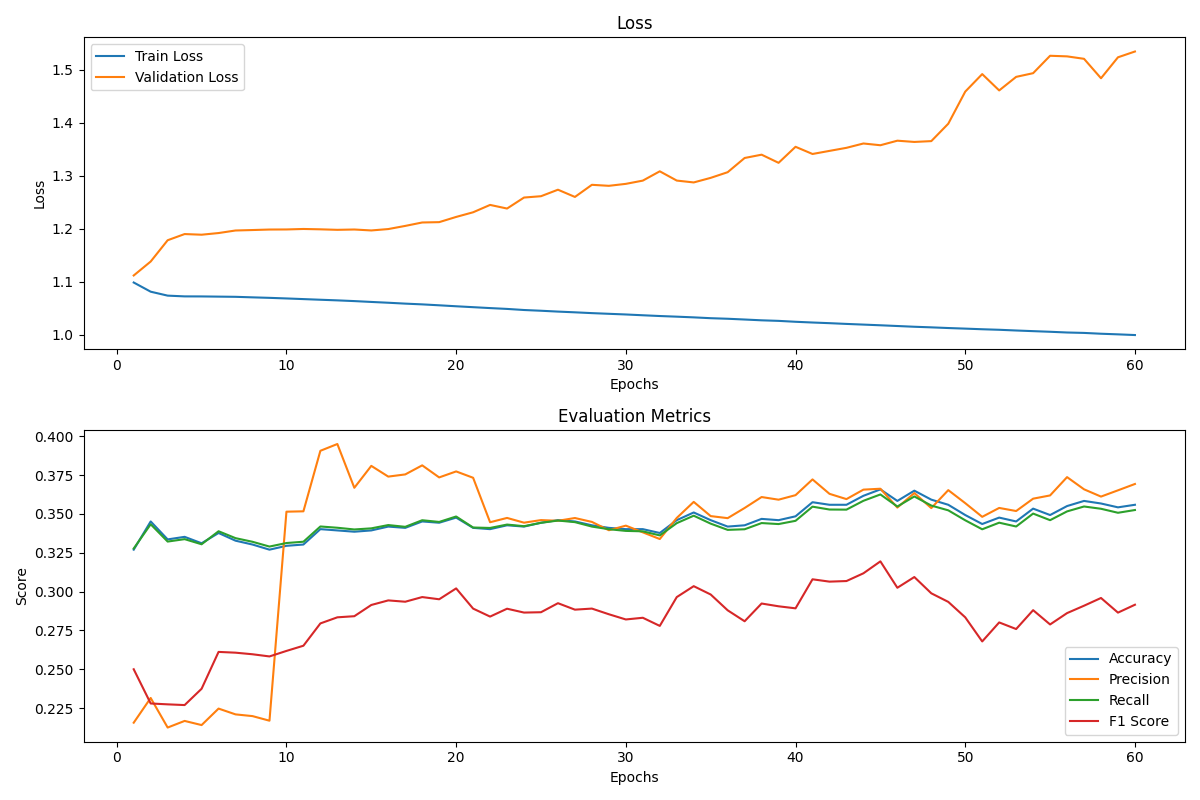 Loss
Train Loss
Validation Loss
1.5
1.4
1.3
1.2
1.1
1.0
Loss
0 10 20 30 40 50 60
Epochs
Evaluation Metrics
0.400
0.375
0.350
0.325
0.300
0.275
0.250
0.225
Score
Accuracy
Precision
Recall
F1 Score
0 10 20 30 40 50 60
Epochs